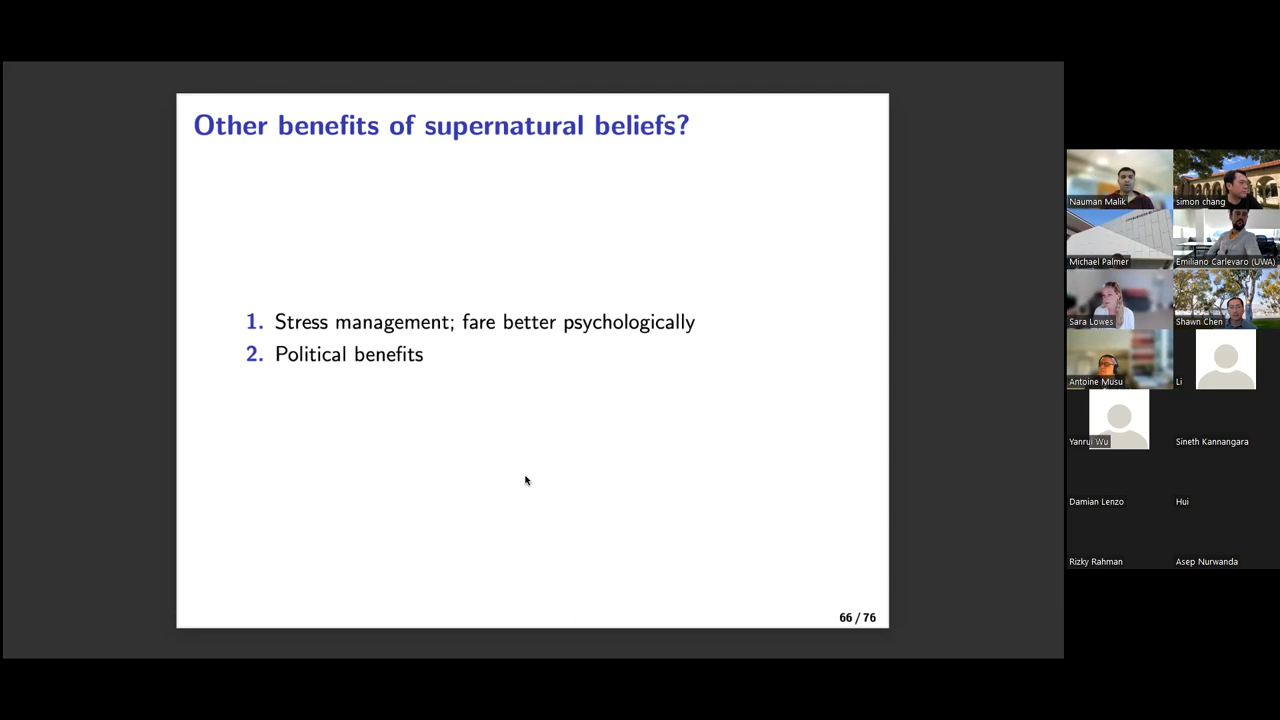 Other benefits of supernatural beliefs?
1. Stress management; fare better psychologically
2. Political benefits
66 / 76
Nauman Malik
simon chang
Michael Palmer
Emiliano Carlevaro (UWA)
Sara Lowes
Shawn Chen
Antoine Musu
Li
Yanrui Wu
Sineth Kannangara
Damian Lenzo
Hui
Rizky Rahman
Asep Nurwanda